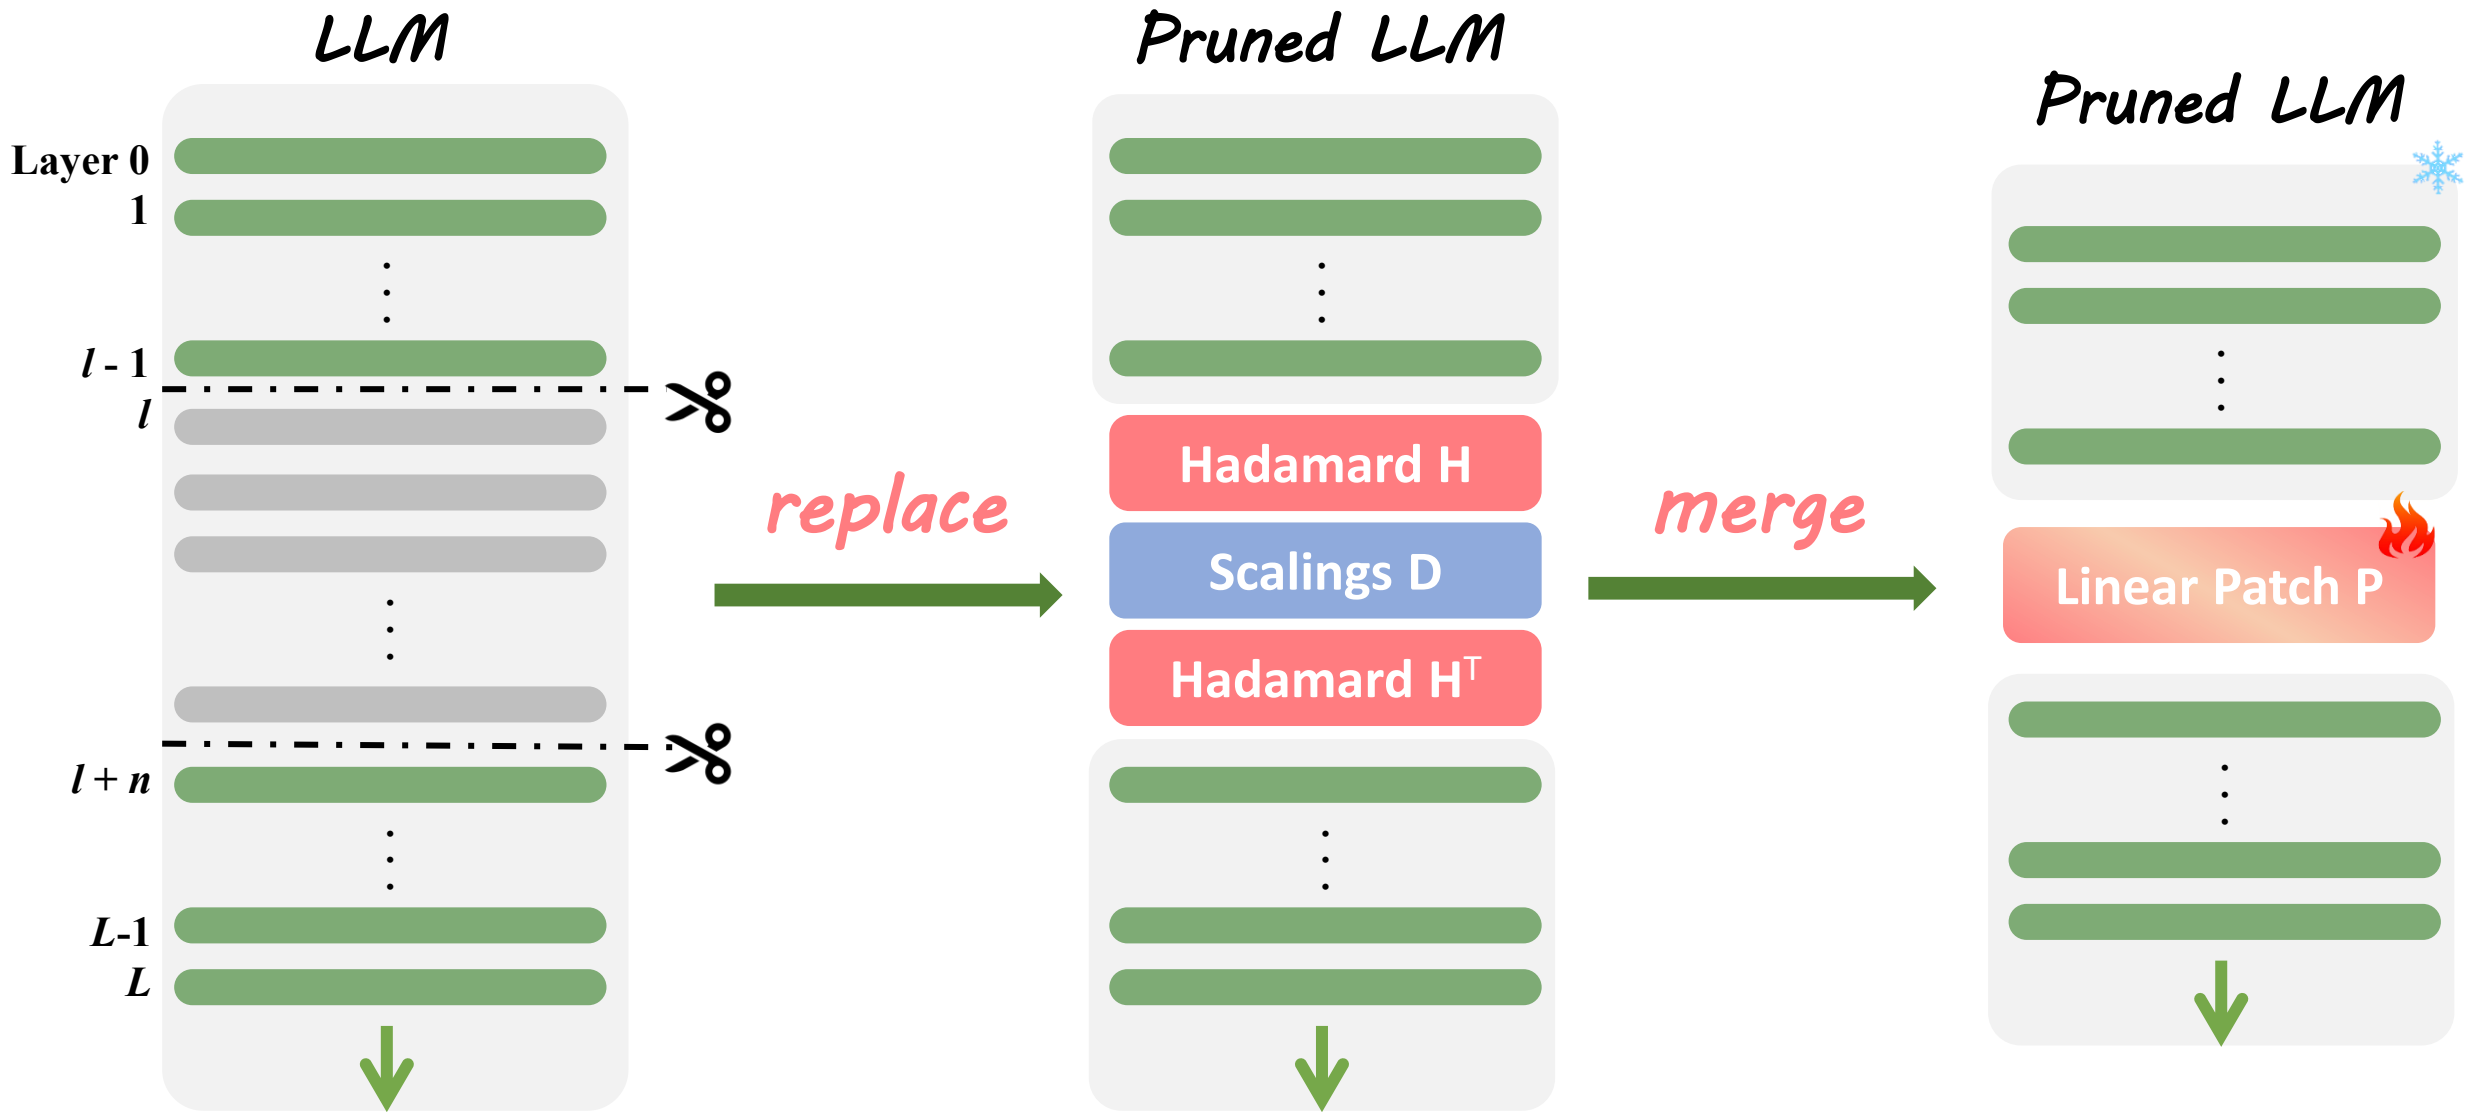 LLM
Layer 0
1
l - 1
l
l + n
L-1
L
replace
Pruned LLM
Hadamard H
Scalings D
Hadamard Hᵀ
merge
Pruned LLM
Linear Patch P